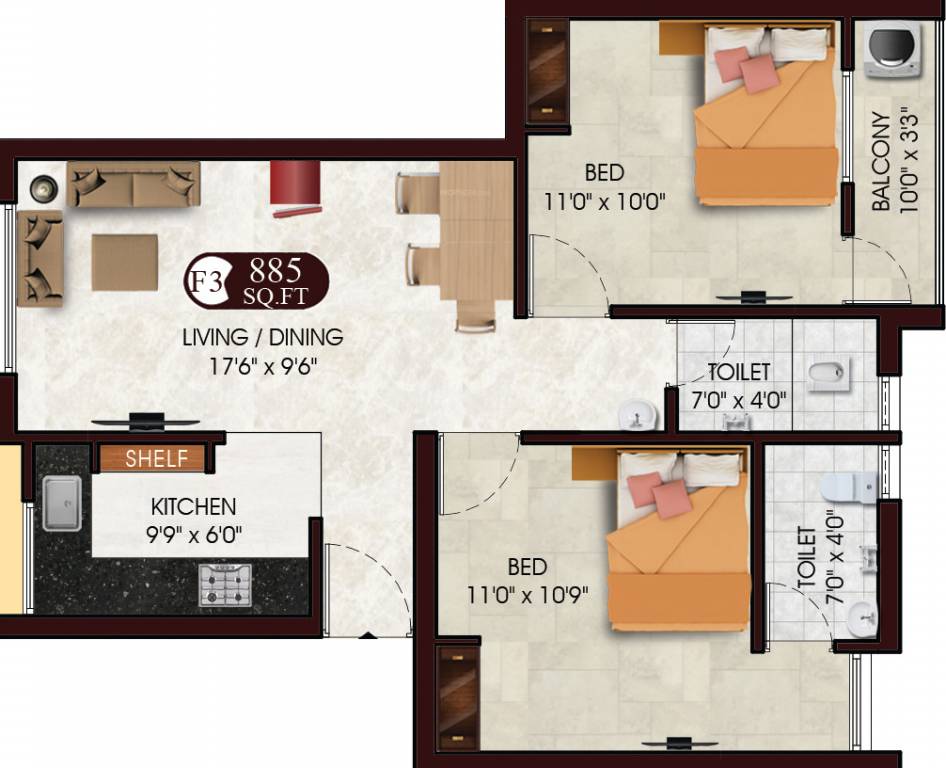 BED
11'0" x 10'0"
BALCONY
10'0" x 3'3"
F3
885
SQ.FT
LIVING / DINING
17'6" x 9'6"
TOILET
7'0" x 4'0"
SHELF
KITCHEN
9'9" x 6'0"
BED
11'0" x 10'9"
TOILET
7'0" x 4'0"